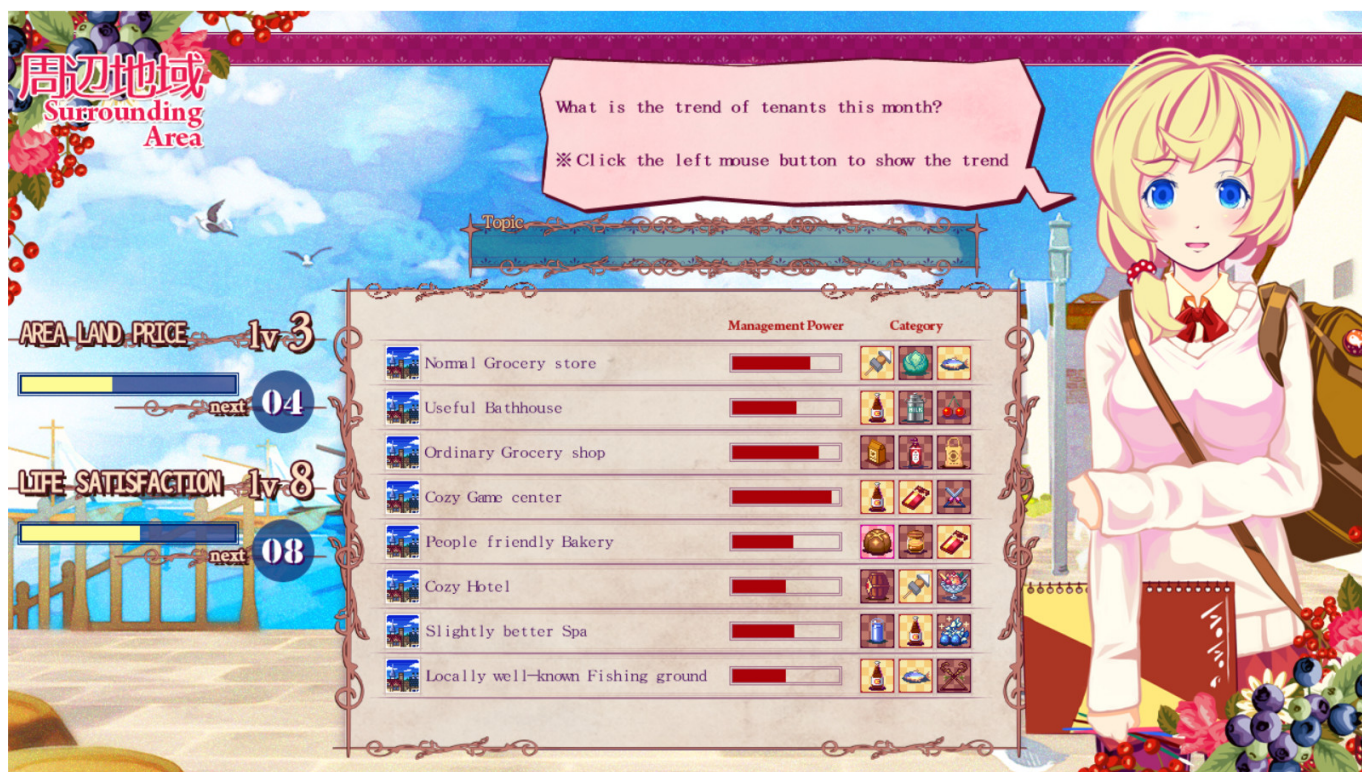 周辺地域
Surrounding
Area
What is the trend of tenants this month?
※Click the left mouse button to show the trend
Topic
AREA LAND PRICE lv 3
next 04
LIFE SATISFACTION lv 8
next 08
Management Power Category
Normal Grocery store
Useful Bathhouse
Ordinary Grocery shop
Cozy Game center
People friendly Bakery
Cozy Hotel
Slightly better Spa
Locally well-known Fishing ground